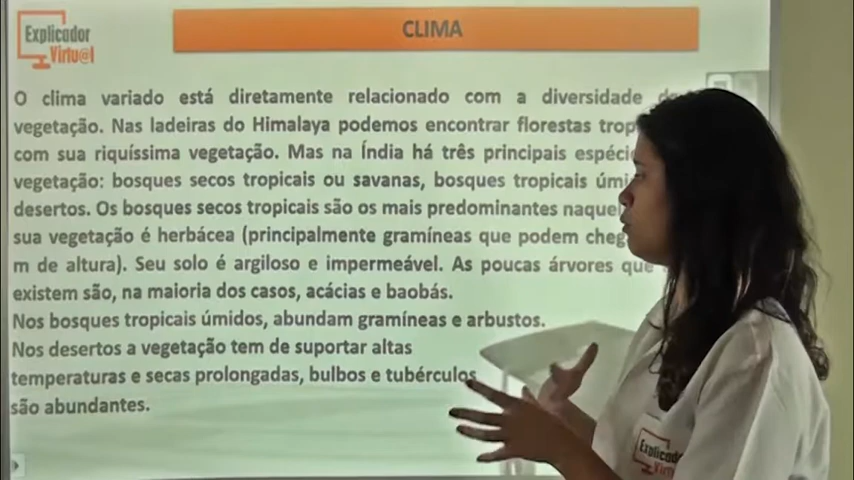 Explicador
Virtu@l
CLIMA
O clima variado está diretamente relacionado com a diversidade
vegetação. Nas ladeiras do Himalaya podemos encontrar florestas
com sua riquíssima vegetação. Mas na Índia há três principais
vegetação: bosques secos tropicais ou savanas, bosques tropicais
desertos. Os bosques secos tropicais são os mais predominantes
sua vegetação é herbácea (principalmente gramíneas que podem
m de altura). Seu solo é argiloso e impermeável. As poucas árvores que
existem são, na maioria dos casos, acácias e baobás.
Nos bosques tropicais úmidos, abundam gramíneas e arbustos.
Nos desertos a vegetação tem de suportar altas
temperaturas e secas prolongadas, bulbos e tubérculos
são abundantes.
Explicado